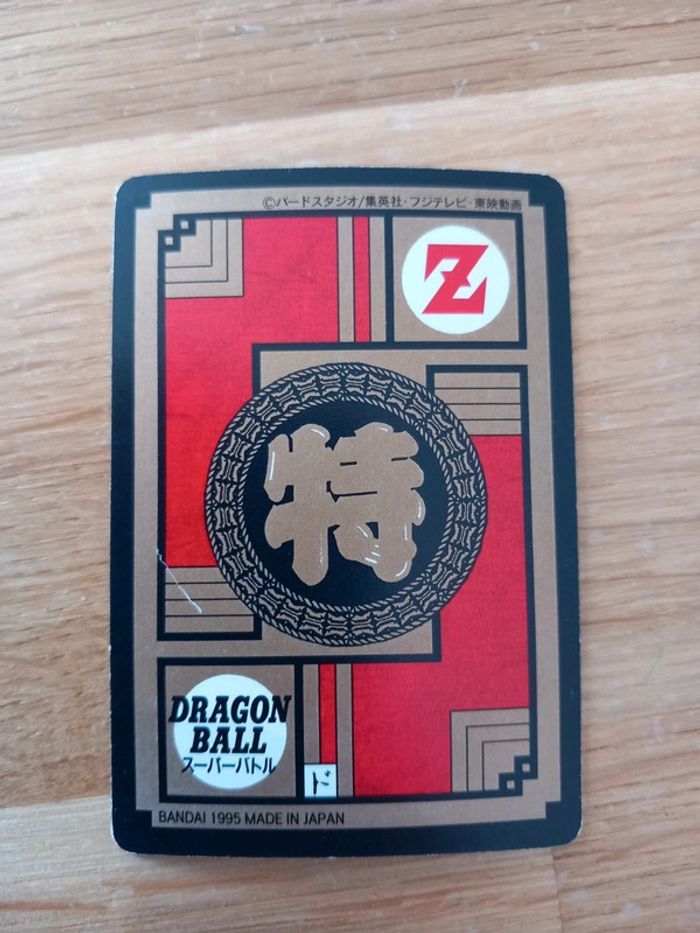 ©バードスタジオ/集英社・フジテレビ・東映動画
Z
特
DRAGON
BALL
スーパーバトル
ド
BANDAI 1995 MADE IN JAPAN